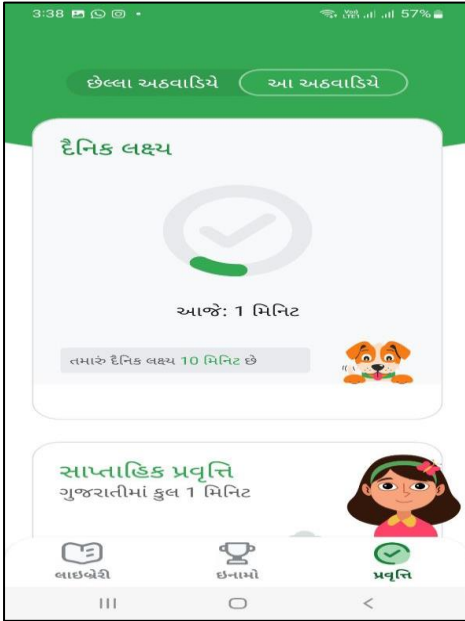 3:38 57%
છેલ્લા અઠવાડિયે આ અઠવાડિયે
દૈનિક લક્ષ્ય
આજે: 1 મિનિટ
તમારું દૈનિક લક્ષ્ય 10 મિનિટ છે
સાપ્તાહિક પ્રવૃત્તિ
ગુજરાતીમાં કુલ 1 મિનિટ
લાઇબ્રેરી ઇનામો પ્રવૃત્તિ